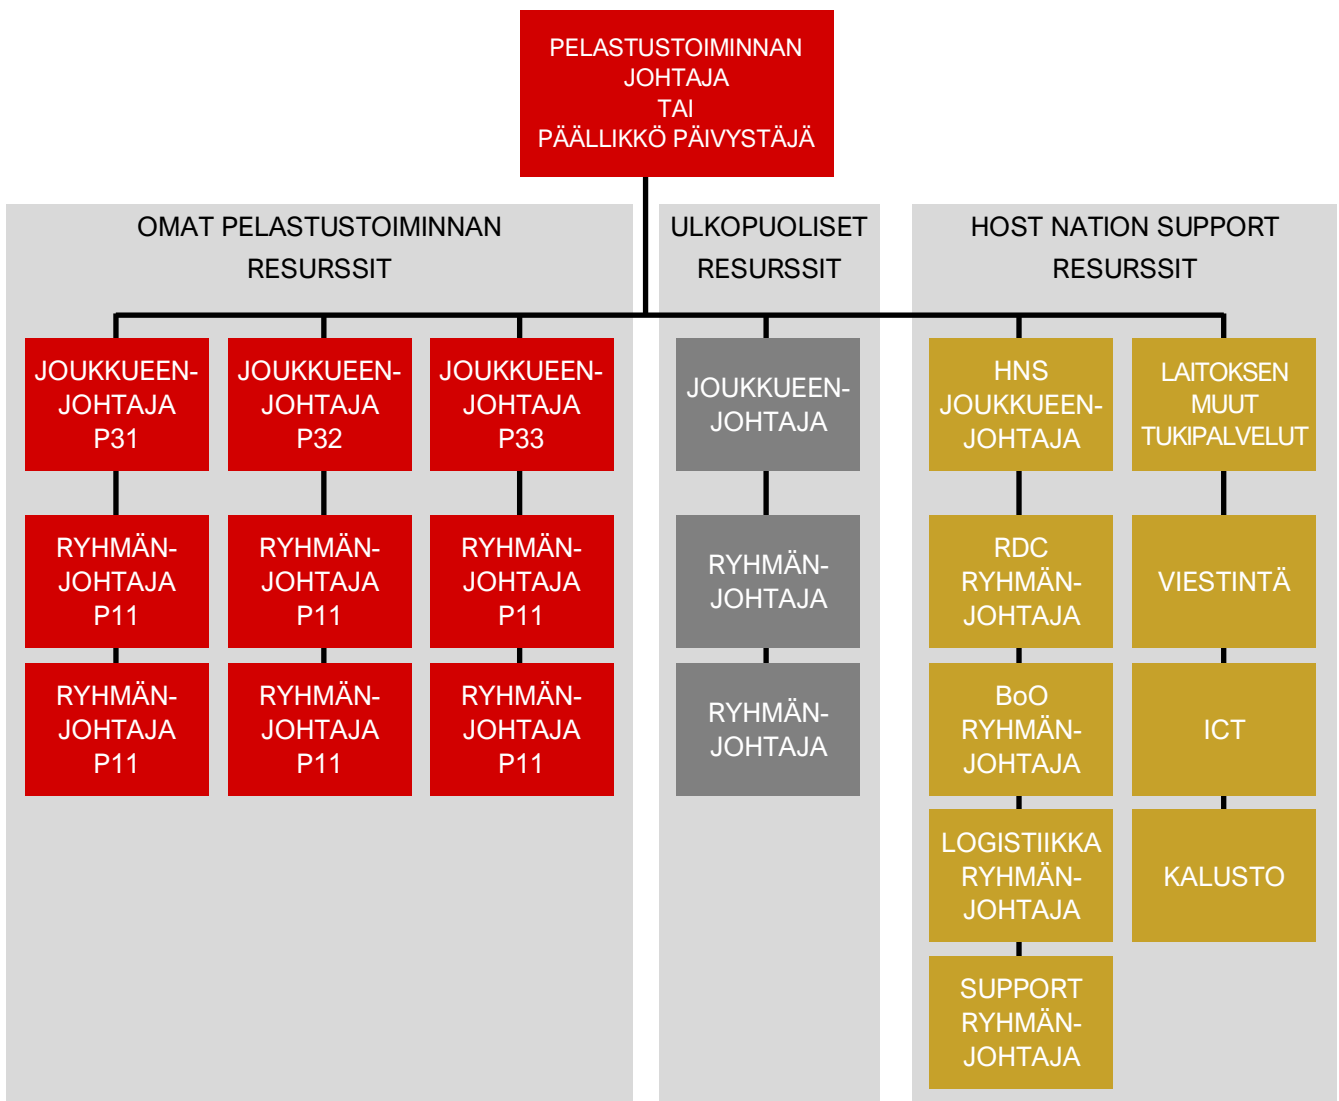 PELASTUSTOIMINNAN
JOHTAJA
TAI
PÄÄLLIKKÖ PÄIVYSTÄJÄ
OMAT PELASTUSTOIMINNAN
RESURSSIT
JOUKKUEEN-
JOHTAJA
P31
JOUKKUEEN-
JOHTAJA
P32
JOUKKUEEN-
JOHTAJA
P33
RYHMÄN-
JOHTAJA
P11
RYHMÄN-
JOHTAJA
P11
RYHMÄN-
JOHTAJA
P11
RYHMÄN-
JOHTAJA
P11
RYHMÄN-
JOHTAJA
P11
RYHMÄN-
JOHTAJA
P11
ULKOPUOLISET
RESURSSIT
JOUKKUEEN-
JOHTAJA
RYHMÄN-
JOHTAJA
RYHMÄN-
JOHTAJA
HOST NATION SUPPORT
RESURSSIT
HNS
JOUKKUEEN-
JOHTAJA
RDC
RYHMÄN-
JOHTAJA
BoO
RYHMÄN-
JOHTAJA
LOGISTIIKKA
RYHMÄN-
JOHTAJA
SUPPORT
RYHMÄN-
JOHTAJA
LAITOKSEN
MUUT
TUKIPALVELUT
VIESTINTÄ
ICT
KALUSTO